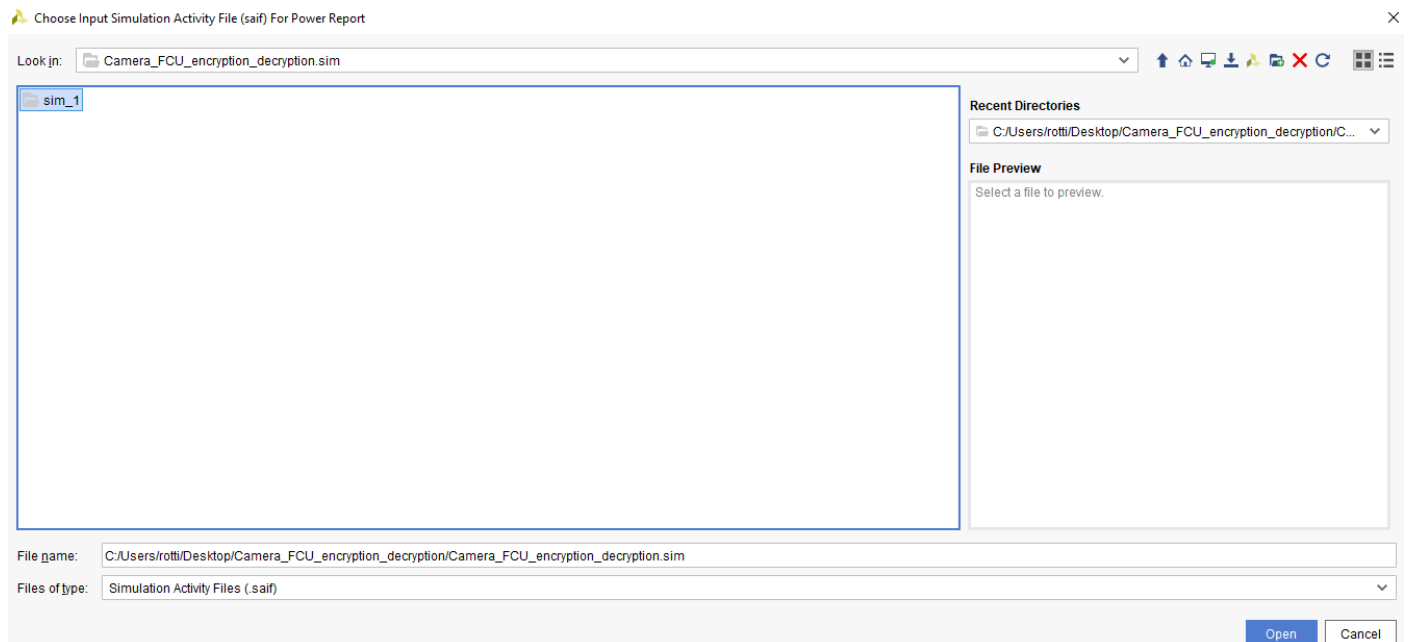 Choose Input Simulation Activity File (saif) For Power Report
Look in: Camera_FCU_encryption_decryption.sim
sim_1
Recent Directories
C:/Users/rotti/Desktop/Camera_FCU_encryption_decryption/C...
File Preview
Select a file to preview.
File name: C:/Users/rotti/Desktop/Camera_FCU_encryption_decryption/Camera_FCU_encryption_decryption.sim
Files of type: Simulation Activity Files (.saif)
Open Cancel